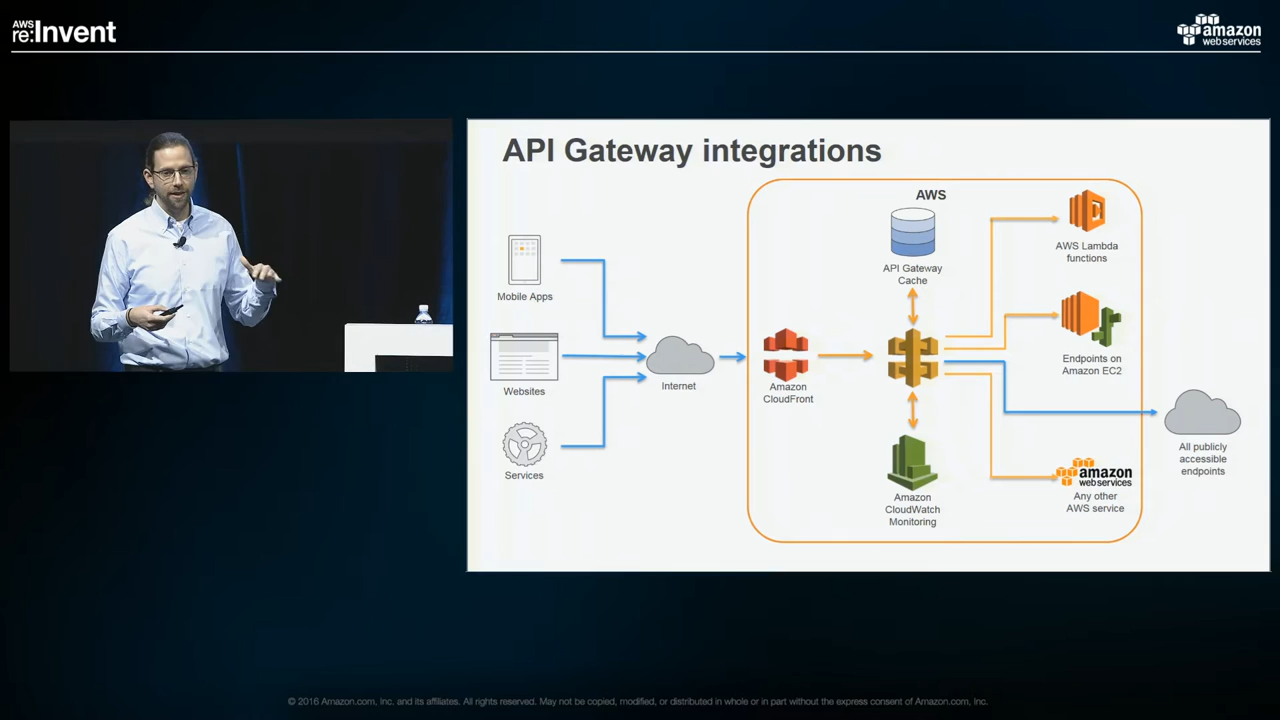 AWS
re:Invent
amazon
webservices
API Gateway integrations
AWS
Mobile Apps
Websites
Services
Internet
Amazon
CloudFront
API Gateway
Cache
Amazon
CloudWatch
Monitoring
AWS Lambda
functions
Endpoints on
Amazon EC2
amazon
webservices
Any other
AWS service
All publicly
accessible
endpoints
© 2016 Amazon.com, Inc. and its affiliates. All rights reserved. May not be copied, modified, or distributed in whole or in part without the express consent of Amazon.com, Inc.